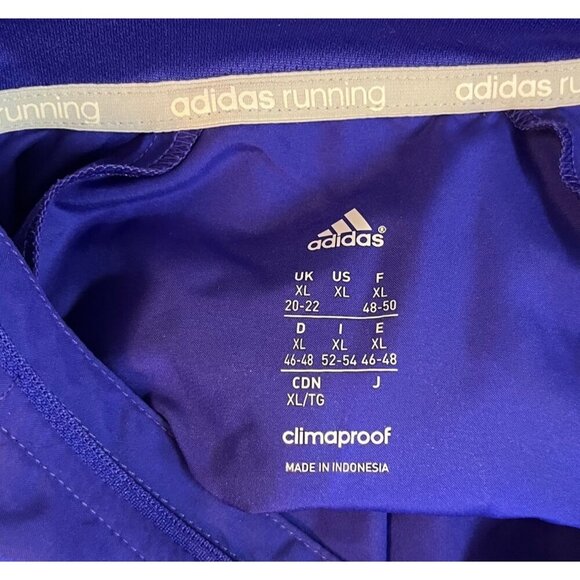 running adidas running adidas running
adidas®
UK US F
XL XL XL
20-22 48-50
D I E
XL XL XL
46-48 52-54 46-48
CDN J
XL/TG
climaproof
MADE IN INDONESIA